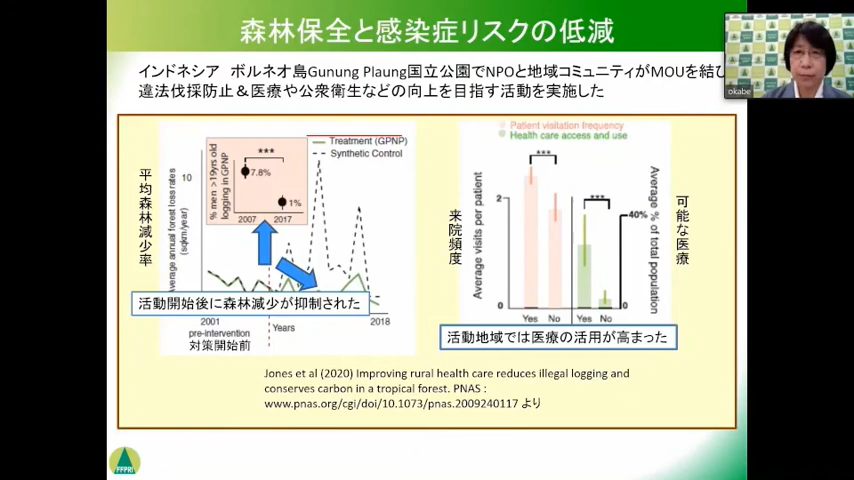 森林保全と感染症リスクの低減
okabe
インドネシア ボルネオ島Gunung Plaung国立公園でNPOと地域コミュニティがMOUを結び
違法伐採防止＆医療や公衆衛生などの向上を目指す活動を実施した
平均森林減少率
Average annual forest loss rates
(sqkm/year)
10
% men >19yrs old
logging in GPNP
***
7.8%
1%
2007 2017
Treatment (GPNP)
Synthetic Control
活動開始後に森林減少が抑制された
2001
Years
2018
pre-intervention
対策開始前
Patient visitation frequency
Health care access and use
来院頻度
Average visits per patient
2
0
***
***
Yes No Yes No
40%
0
Average % of total population
可能な医療
活動地域では医療の活用が高まった
Jones et al (2020) Improving rural health care reduces illegal logging and
conserves carbon in a tropical forest. PNAS :
www.pnas.org/cgi/doi/10.1073/pnas.2009240117 より
FFPRI